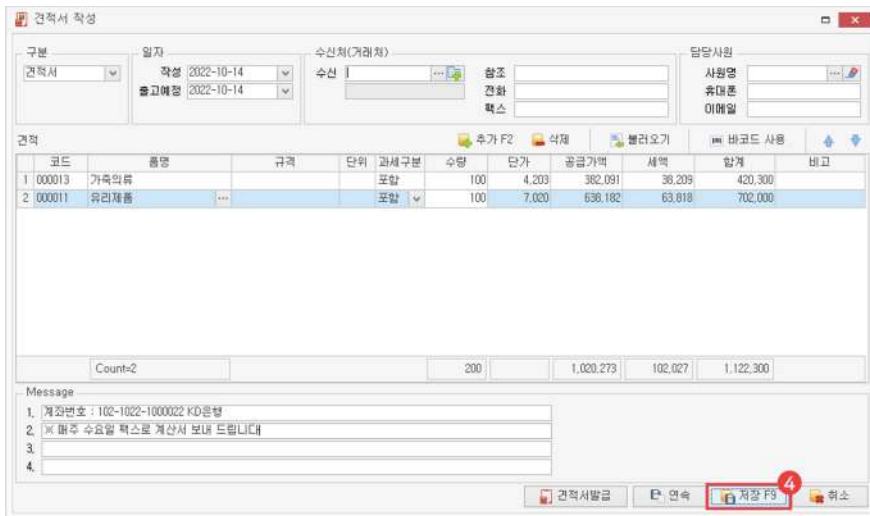 견적서 작성
구분 일자 수신처(거래처) 담당사원
견적서 작성 2022-10-14 수신 ... 참조 사원명 ...
출고예정 2022-10-14 전화 휴대폰
팩스 이메일
견적 추가 F2 삭제 불러오기 바코드 사용
코드 품명 규격 단위 과세구분 수량 단가 공급가액 세액 합계 비고
1 000013 가죽의류 포함 100 4,203 382,091 38,209 420,300
2 000011 유리제품 ... 포함 100 7,020 638,182 63,818 702,000
Count=2 200 1,020,273 102,027 1,122,300
Message
1. 계좌번호 : 102-1022-1000022 KD은행
2. ※ 매주 수요일 팩스로 계산서 보내 드립니다
3.
4.
견적서발급 연속 저장 F9 4 취소